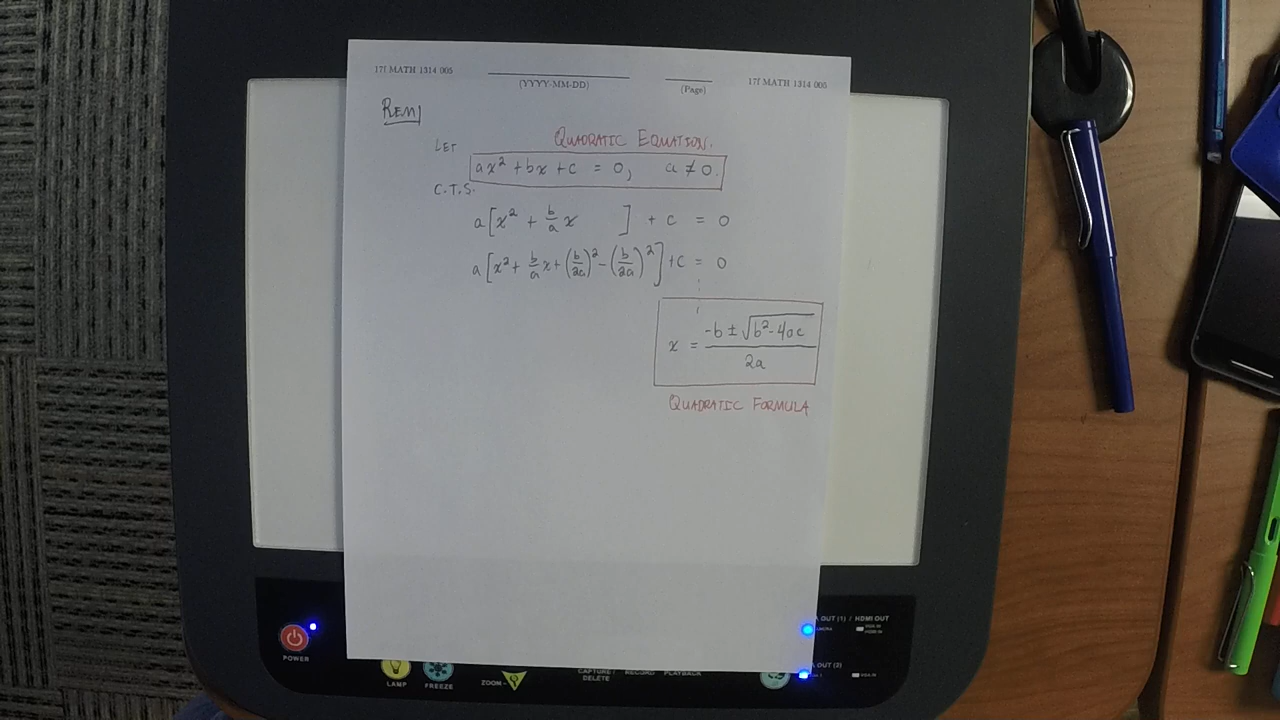 17f MATH 1314 005 (YYYY-MM-DD) (Page) 17f MATH 1314 005
REM
QUADRATIC EQUATION.
LET
ax² + bx + c = 0, a ≠ 0.
C.T.S.
a[x² + b/a x ] + c = 0
a[x² + b/a x + (b/2a)² - (b/2a)²] + c = 0
x = (-b ± √(b² - 4ac))/2a
QUADRATIC FORMULA
POWER
LAMP
FREEZE
ZOOM -
CAPTURE / DELETE
RECORD
PLAYBACK
OUT (1) / HDMI OUT
OUT (2)